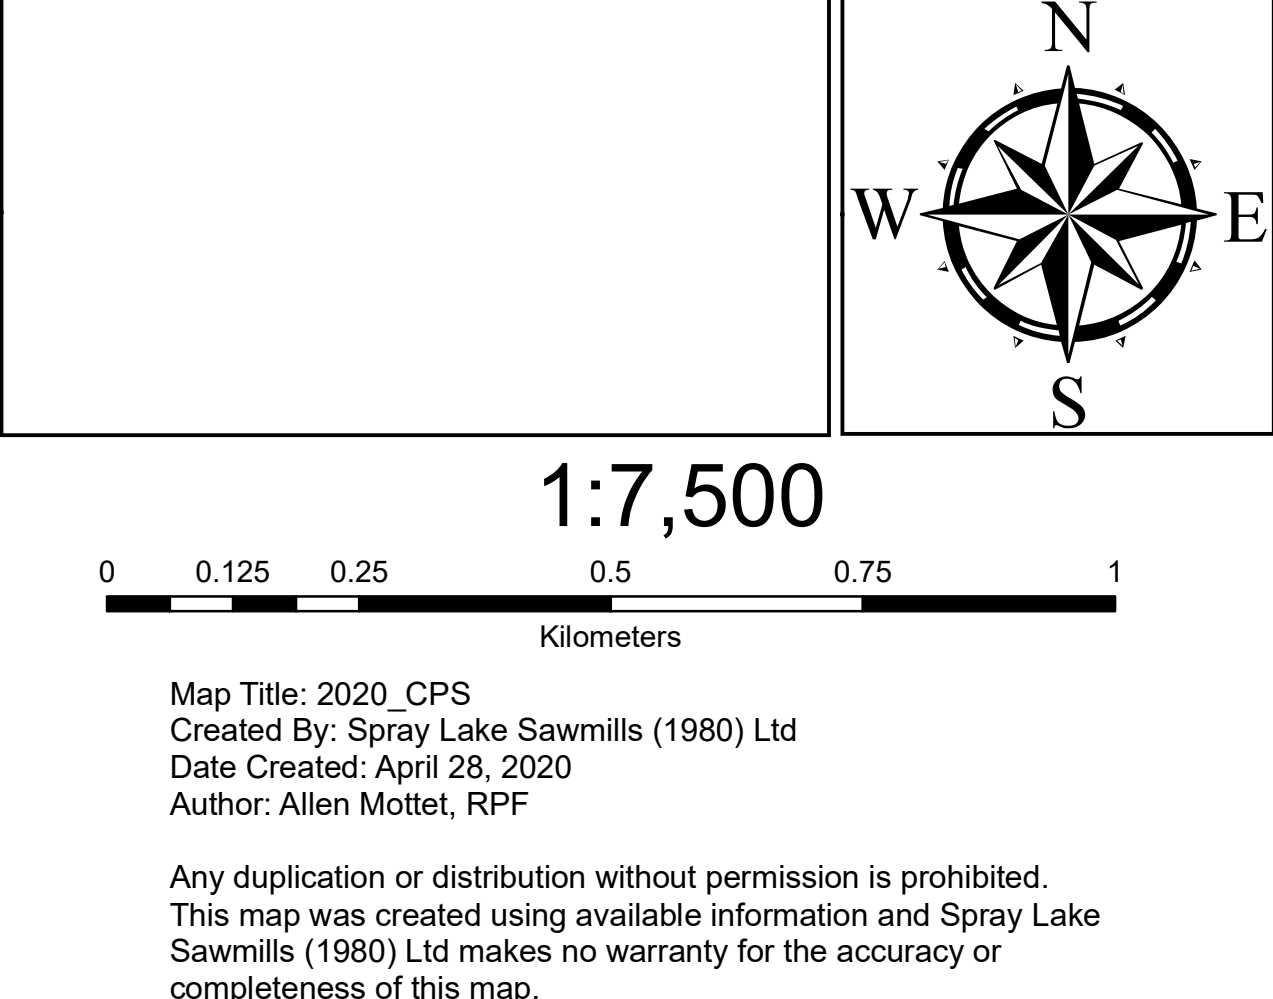 N
W
E
S
1:7,500
0 0.125 0.25 0.5 0.75 1
Kilometers
Map Title: 2020_CPS
Created By: Spray Lake Sawmills (1980) Ltd
Date Created: April 28, 2020
Author: Allen Mottet, RPF
Any duplication or distribution without permission is prohibited.
This map was created using available information and Spray Lake
Sawmills (1980) Ltd makes no warranty for the accuracy or
completeness of this map.